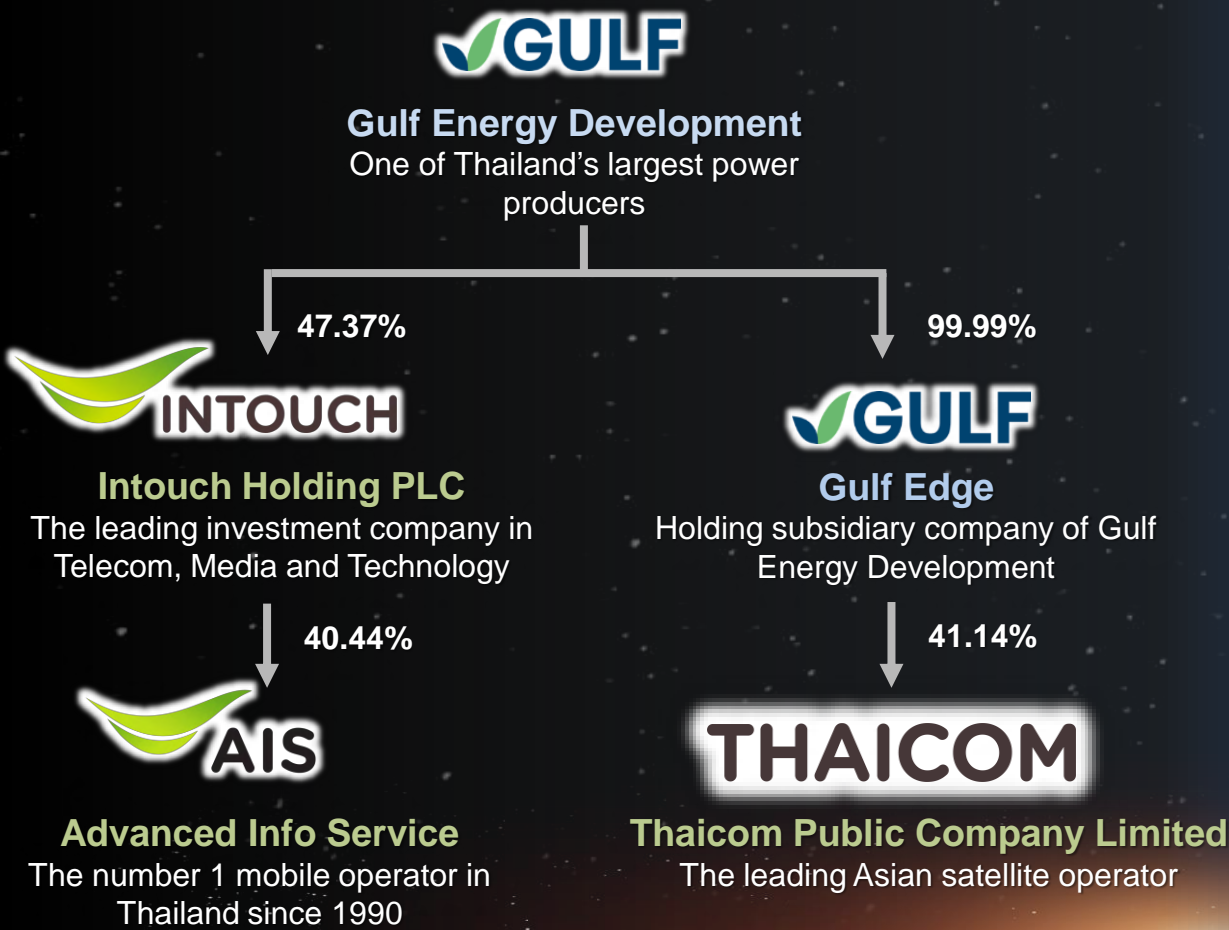 GULF
Gulf Energy Development
One of Thailand's largest power
producers
47.37%
99.99%
INTOUCH
GULF
Intouch Holding PLC
Gulf Edge
The leading investment company in
Telecom, Media and Technology
Holding subsidiary company of Gulf
Energy Development
40.44%
41.14%
AIS
THAICOM
Advanced Info Service
The number 1 mobile operator in
Thailand since 1990
Thaicom Public Company Limited
The leading Asian satellite operator